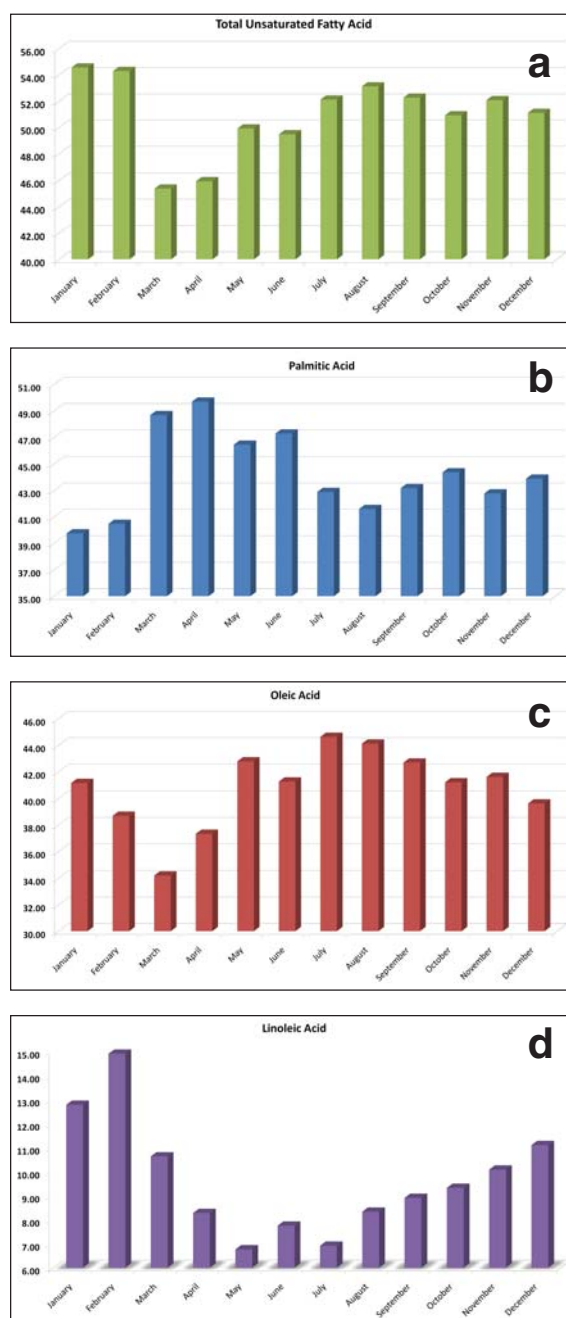 Total Unsaturated Fatty Acid
a
56.00
54.00
52.00
50.00
48.00
46.00
44.00
42.00
40.00
January
February
March
April
May
June
July
August
September
October
November
December
Palmitic Acid
b
51.00
49.00
47.00
45.00
43.00
41.00
39.00
37.00
35.00
January
February
March
April
May
June
July
August
September
October
November
December
Oleic Acid
c
46.00
44.00
42.00
40.00
38.00
36.00
34.00
32.00
30.00
January
February
March
April
May
June
July
August
September
October
November
December
Linoleic Acid
d
15.00
14.00
13.00
12.00
11.00
10.00
9.00
8.00
7.00
6.00
January
February
March
April
May
June
July
August
September
October
November
December